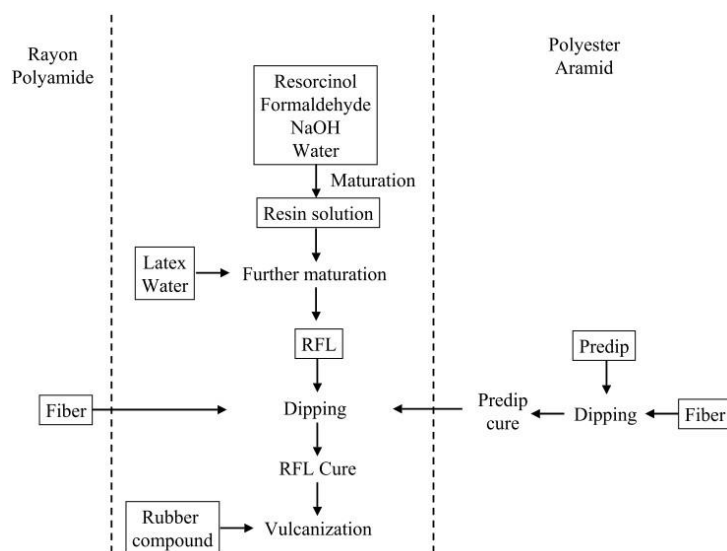 Rayon
Polyamide
Polyester
Aramid
Resorcinol
Formaldehyde
NaOH
Water
Maturation
Resin solution
Latex
Water
Further maturation
RFL
Predip
Fiber
Dipping
Predip
cure
Dipping
Fiber
RFL Cure
Rubber
compound
Vulcanization